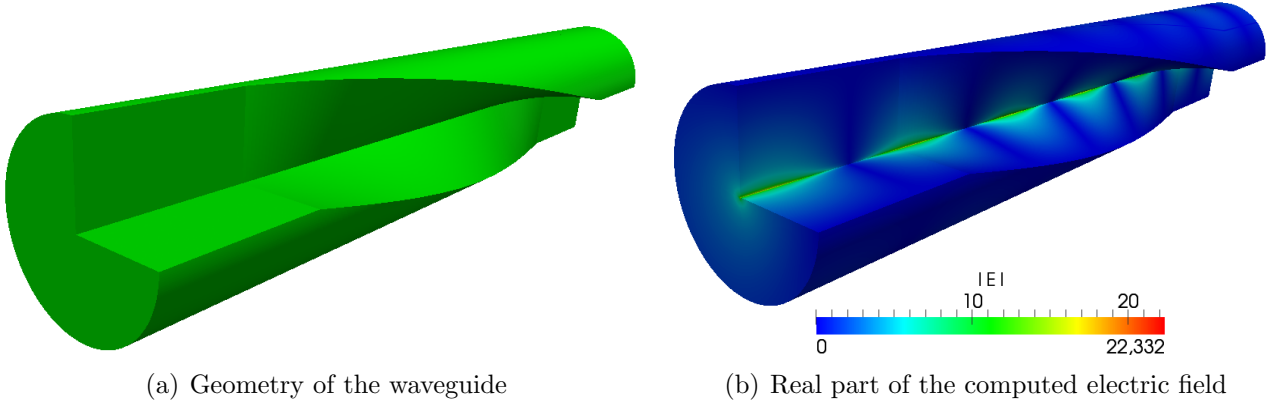 |E|
10 20
0 22,332
(a) Geometry of the waveguide
(b) Real part of the computed electric field